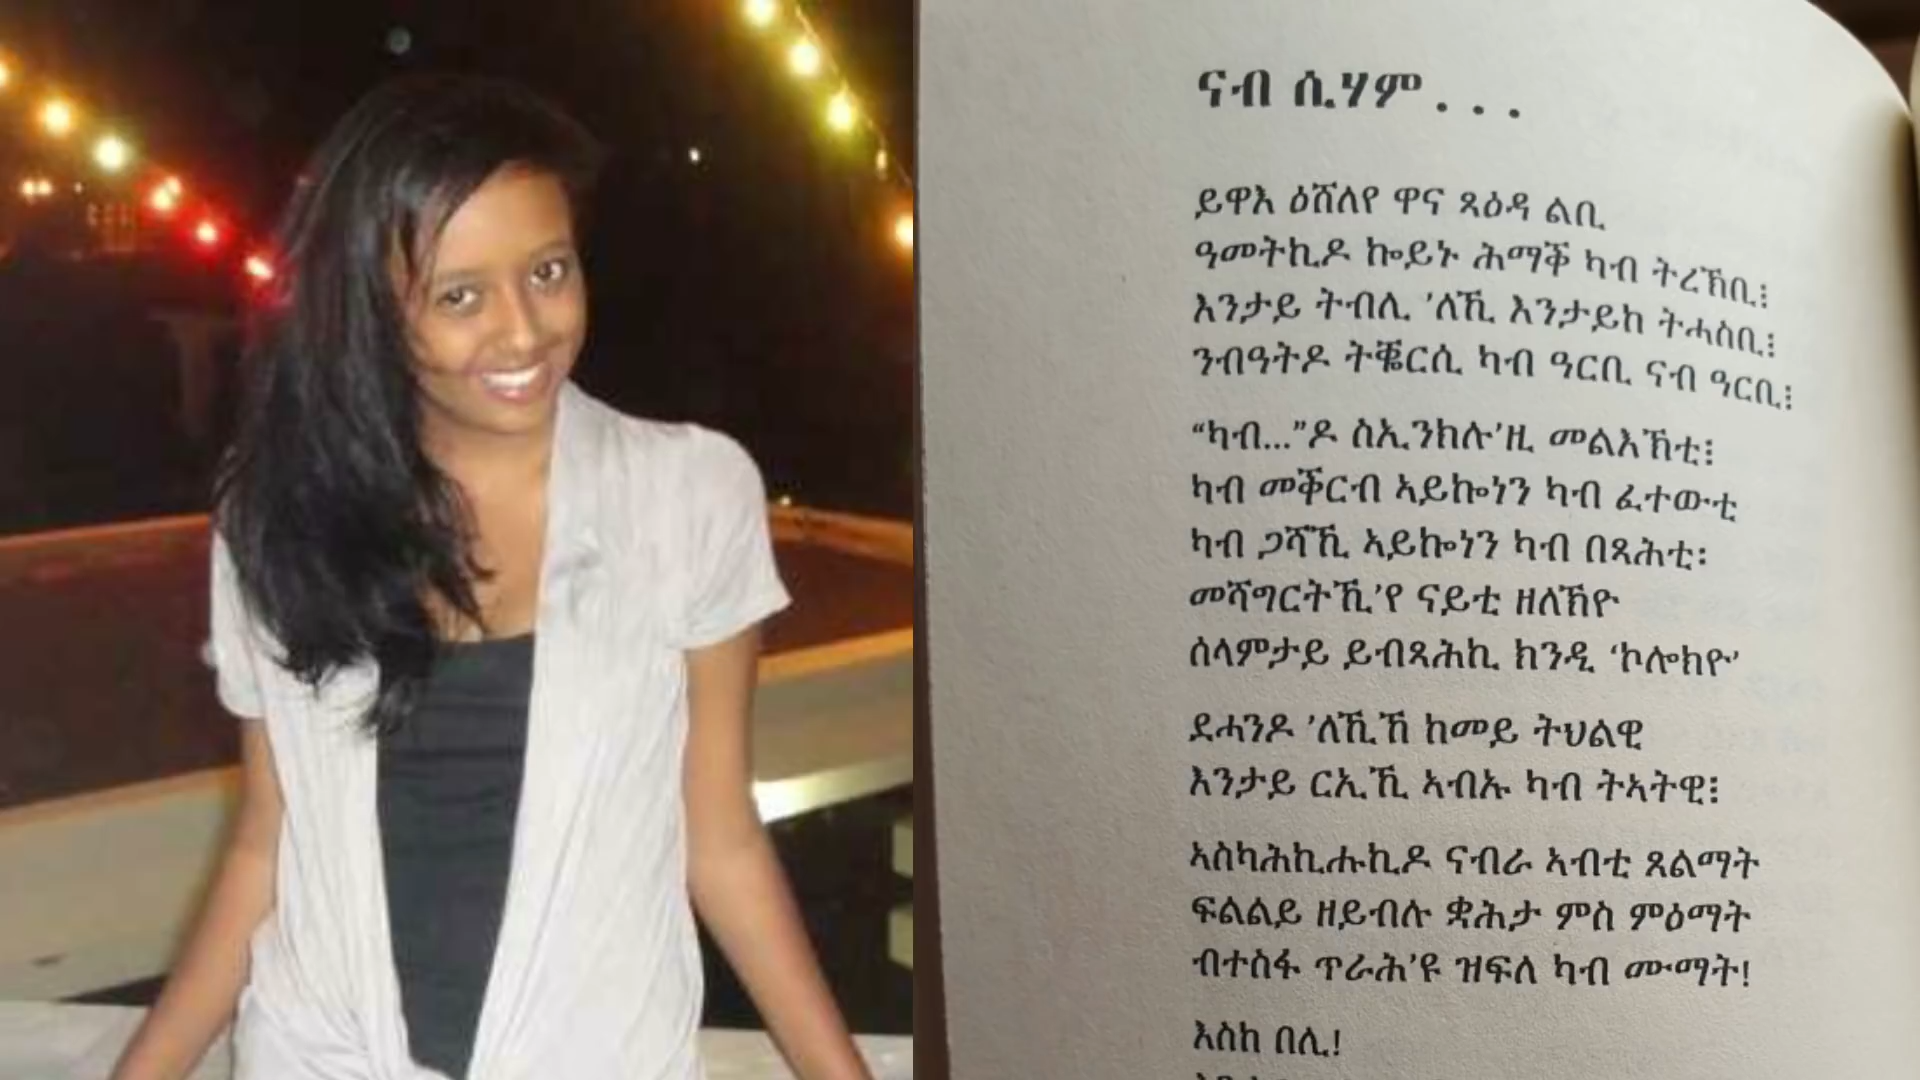 ናብ ሲሃም . . .
ይዋእ ዕሸለየ ዋና ጻዕዳ ልቢ
ዓመትኪዶ ኰይኑ ሕማቕ ካብ ትረኽቢ፧
እንታይ ትብሊ 'ለኺ እንታይከ ትሓስቢ፧
ንብዓትዶ ትቘርሲ ካብ ዓርቢ ናብ ዓርቢ፧
“ካብ...”ዶ ስኢንክሉ'ዚ መልእኽቲ፧
ካብ መቕርብ ኣይኰነን ካብ ፈተውቲ
ካብ ጋሻኺ ኣይኰነን ካብ በጻሕቲ፡
መሻግርትኺ'የ ናይቲ ዘለኽዮ
ሰላምታይ ይብጻሕኪ ክንዲ ‘ኮሎክዮ’
ደሓንዶ 'ለኺኸ ከመይ ትህልዊ
እንታይ ርኢኺ ኣብኡ ካብ ትኣትዊ፧
ኣስካሕኪሑኪዶ ናብራ ኣብቲ ጸልማት
ፍልልይ ዘይብሉ ቋሕታ ምስ ምዕማት
ብተስፋ ጥራሕ'ዩ ዝፍለ ካብ ሙማት!
እስከ በሊ!